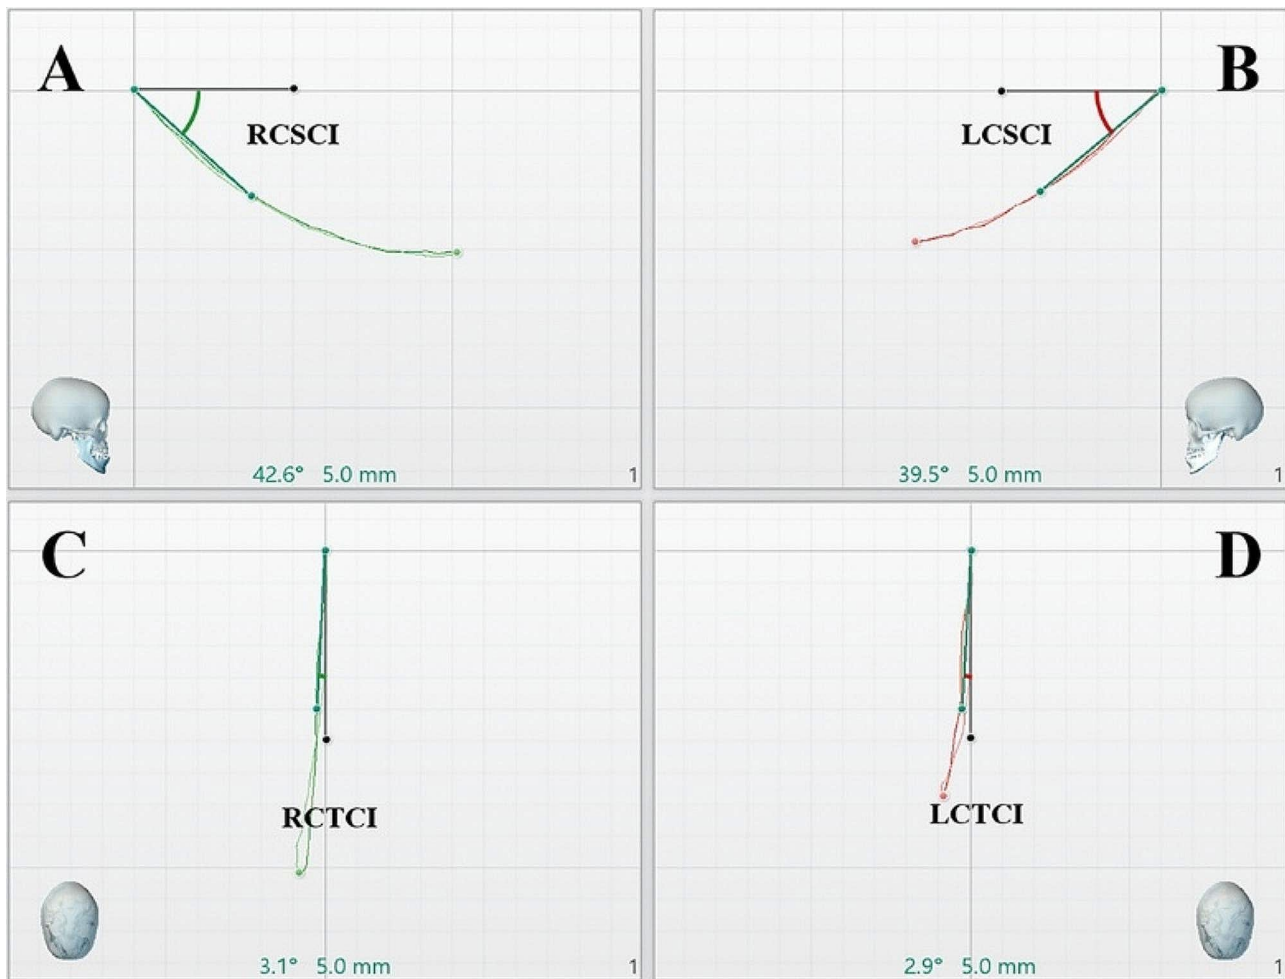 A
RCSCI
42.6° 5.0 mm
1
B
LCSCI
39.5° 5.0 mm
1
C
RCTCI
3.1° 5.0 mm
1
D
LCTCI
2.9° 5.0 mm
1